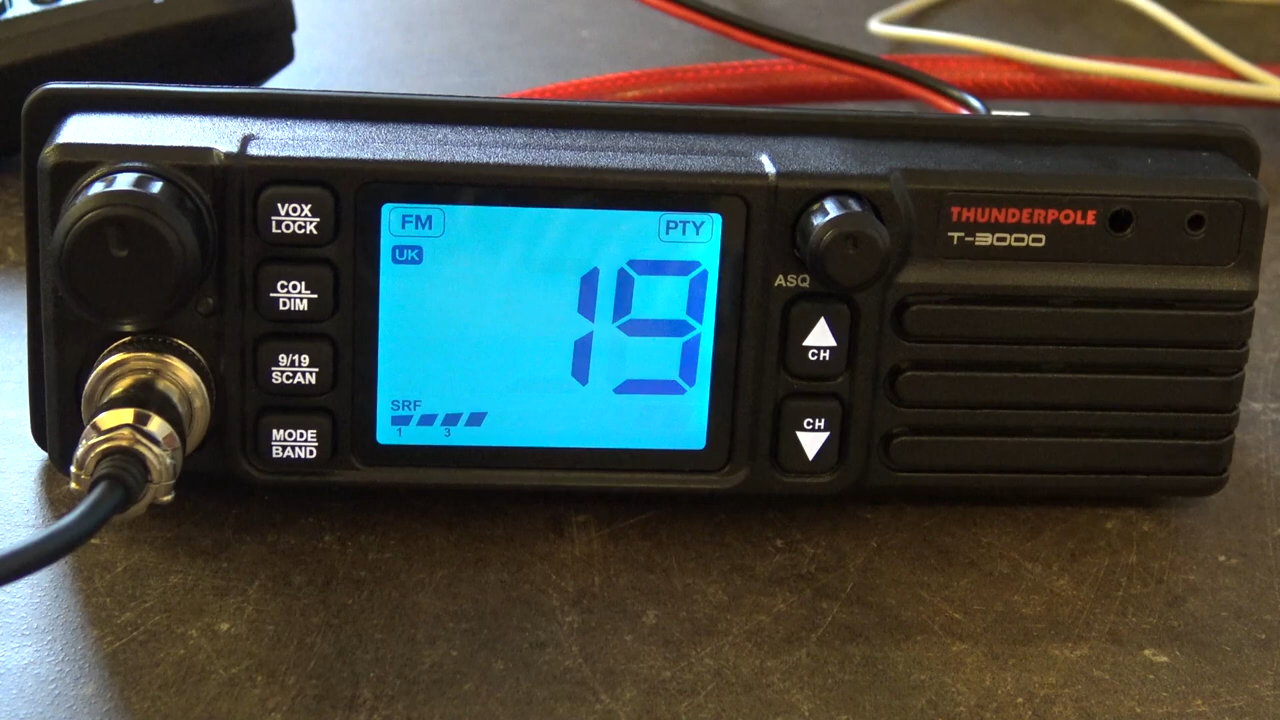 VOX
LOCK
COL
DIM
9/19
SCAN
MODE
BAND
FM
PTY
UK
19
SRF
1 3
ASQ
CH
CH
THUNDERPOLE
T-3000